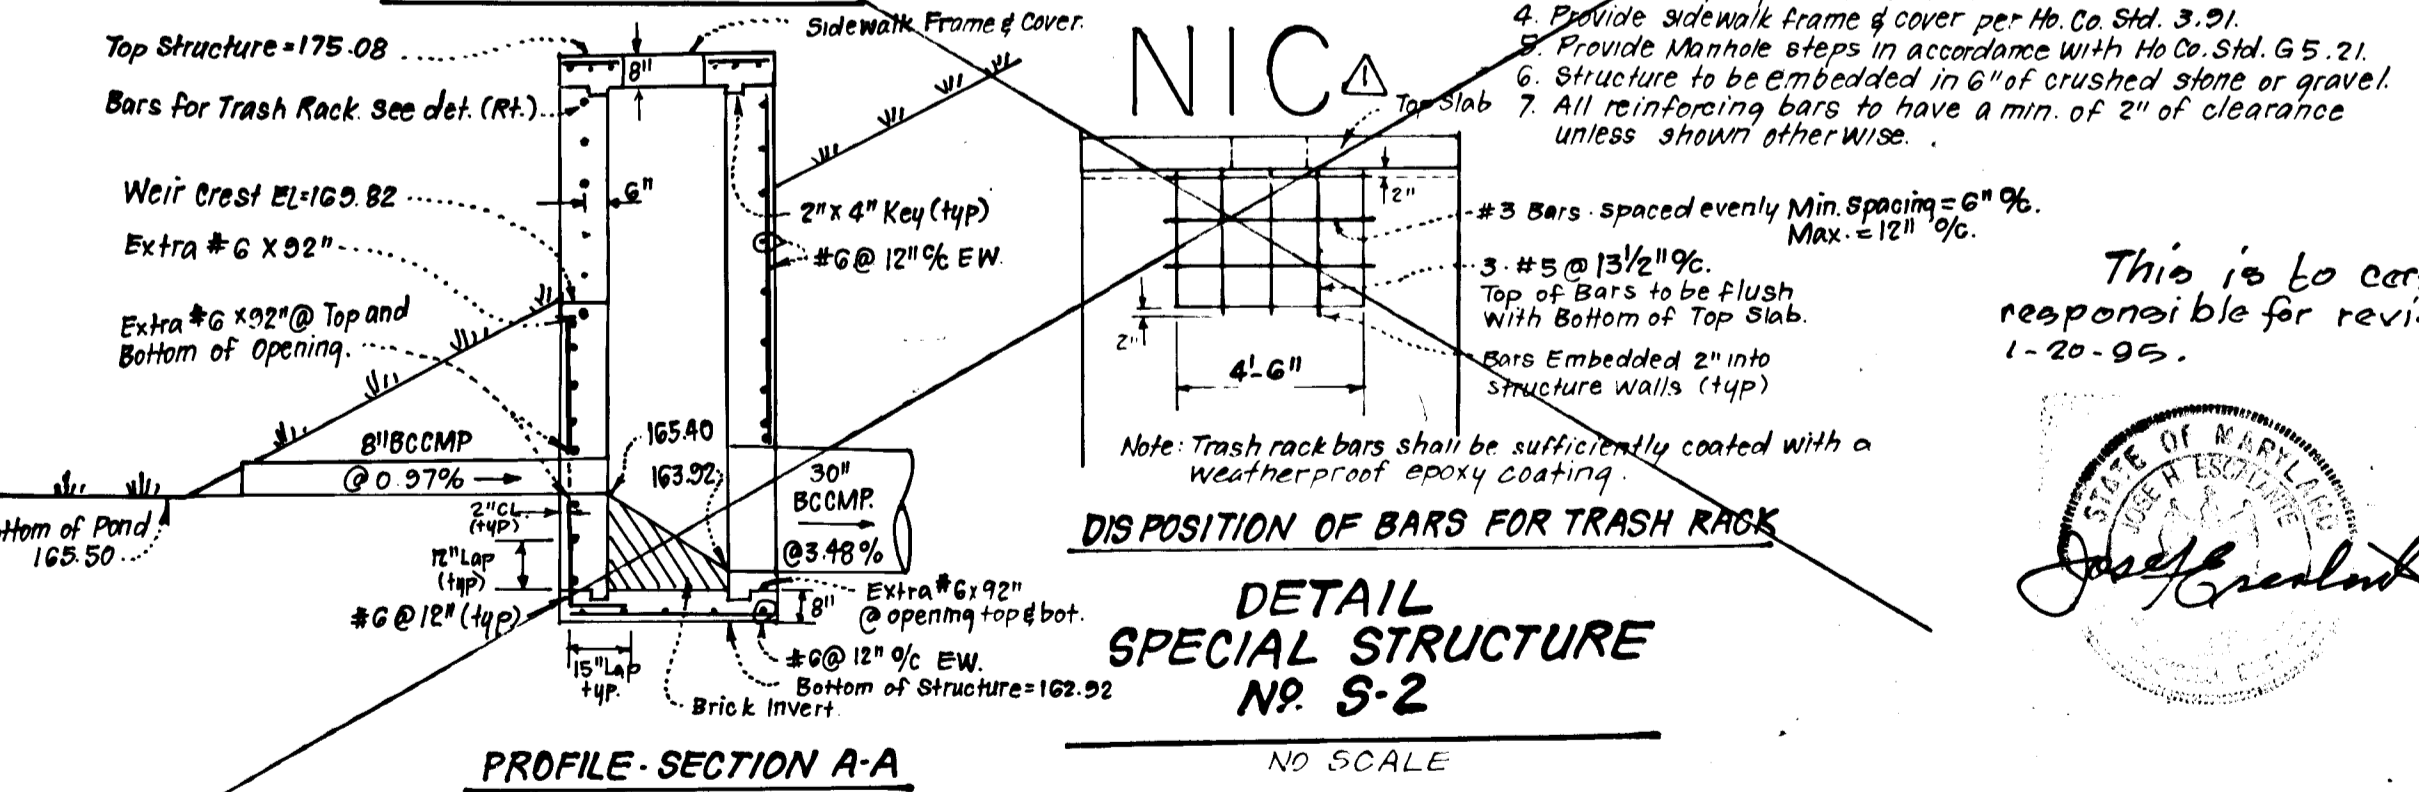 Sidewalk Frame & Cover.
Top Structure = 175.08
8"
Bars for Trash Rack. See det. (Rt.)
Weir Crest EL=169.82
6"
Extra #6 X 92"
2" x 4" Key (typ)
#6 @ 12" c/c EW.
Extra #6 x92" @ Top and
Bottom of Opening.
8" BCCMP
@ 0.97%
165.40
163.92
30"
BCCMP.
@3.48%
2"CL
(typ)
12" Lap
(typ)
Bottom of Pond
165.50
#6 @ 12" (typ)
Extra #6x92"
@ opening top & bot.
8"
15" Lap
typ.
#6@ 12" o/c EW.
Bottom of Structure=162.92
Brick Invert.
PROFILE - SECTION A-A
NIC
1
4. Provide sidewalk frame & cover per Ho. Co. Std. 3.91.
5. Provide Manhole steps in accordance with Ho Co. Std. G 5.21.
6. Structure to be embedded in 6" of crushed stone or gravel.
7. All reinforcing bars to have a min. of 2" of clearance
unless shown otherwise.
Top Slab
2"
#3 Bars. spaced evenly Min. Spacing = 6" o/c.
Max. = 12" o/c.
3 - #5 @ 13 1/2" o/c.
Top of Bars to be flush
with Bottom of Top Slab.
2"
Bars Embedded 2" into
structure walls (typ)
4'-6"
Note: Trash rack bars shall be sufficiently coated with a
weatherproof epoxy coating.
DISPOSITION OF BARS FOR TRASH RACK
DETAIL
SPECIAL STRUCTURE
No. S-2
NO SCALE
This is to cer
responsible for revi
1-20-95.
STATE OF MARYLAND
JOSE H. ESCALANTE